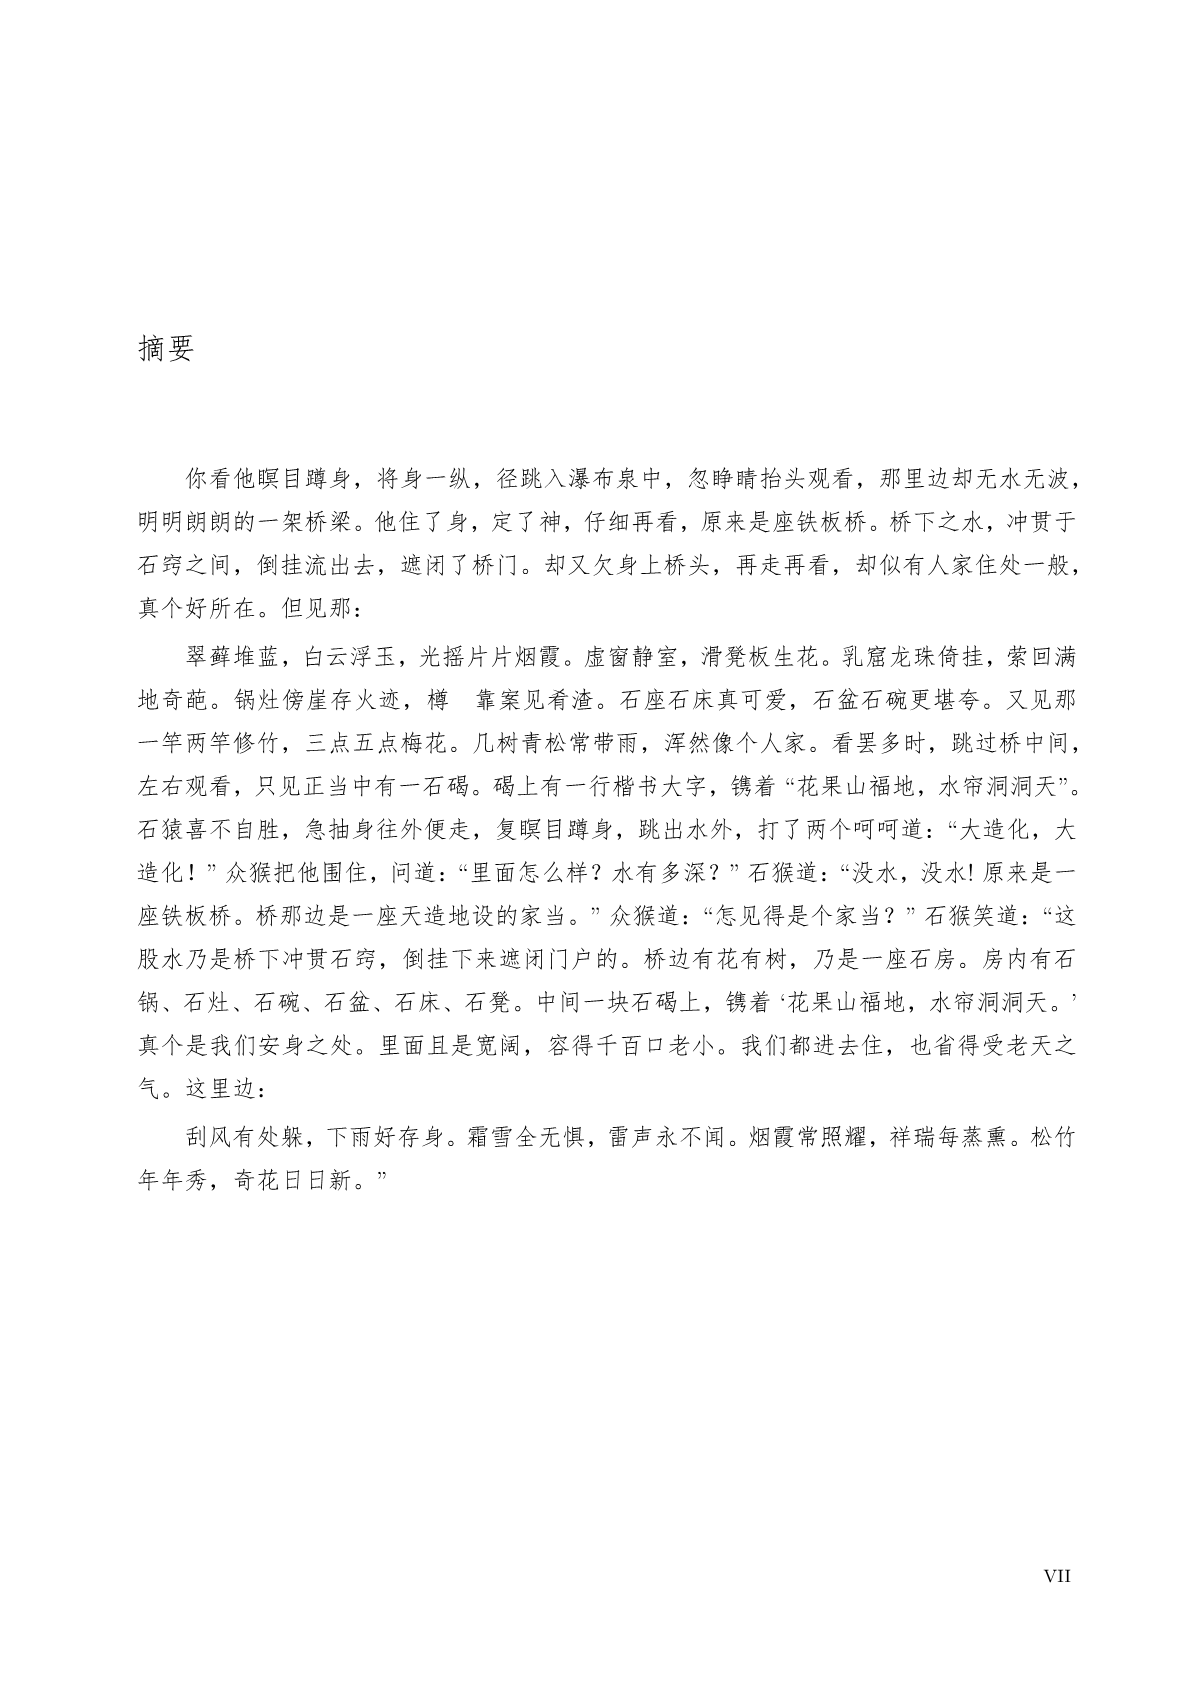 摘要
你看他瞑目蹲身，将身一纵，径跳入瀑布泉中，忽睁睛抬头观看，那里边却无水无波，
明明朗朗的一架桥梁。他住了身，定了神，仔细再看，原来是座铁板桥。桥下之水，冲贯于
石窍之间，倒挂流出去，遮闭了桥门。却又欠身上桥头，再走再看，却似有人家住处一般，
真个好所在。但见那：
翠藓堆蓝，白云浮玉，光摇片片烟霞。虚窗静室，滑凳板生花。乳窟龙珠倚挂，萦回满
地奇葩。锅灶傍崖存火迹，樽　靠案见肴渣。石座石床真可爱，石盆石碗更堪夸。又见那
一竿两竿修竹，三点五点梅花。几树青松常带雨，浑然像个人家。看罢多时，跳过桥中间，
左右观看，只见正当中有一石碣。碣上有一行楷书大字，镌着 “花果山福地，水帘洞洞天”。
石猿喜不自胜，急抽身往外便走，复瞑目蹲身，跳出水外，打了两个呵呵道：“大造化，大
造化！” 众猴把他围住，问道：“里面怎么样？水有多深？” 石猴道：“没水，没水！原来是一
座铁板桥。桥那边是一座天造地设的家当。” 众猴道：“怎见得是个家当？” 石猴笑道：“这
股水乃是桥下冲贯石窍，倒挂下来遮闭门户的。桥边有花有树，乃是一座石房。房内有石
锅、石灶、石碗、石盆、石床、石凳。中间一块石碣上，镌着 ‘花果山福地，水帘洞洞天。’
真个是我们安身之处。里面且是宽阔，容得千百口老小。我们都进去住，也省得受老天之
气。这里边：
刮风有处躲，下雨好存身。霜雪全无惧，雷声永不闻。烟霞常照耀，祥瑞每蒸熏。松竹
年年秀，奇花日日新。”
VII